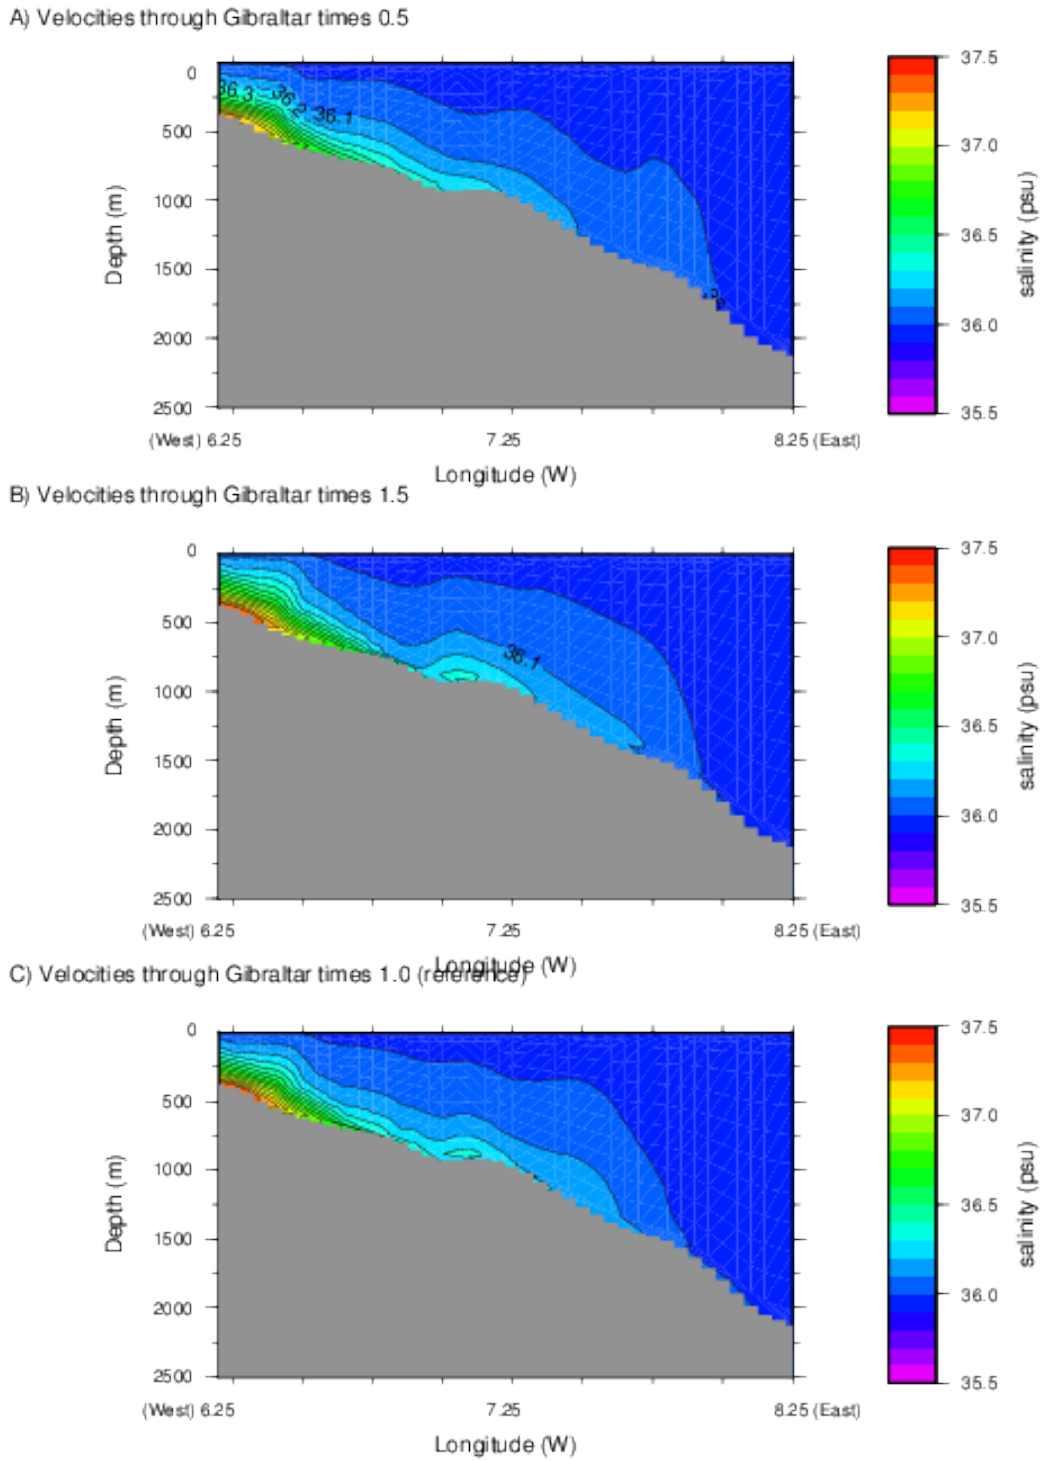 A) Velocities through Gibraltar times 0.5
0
500
1000
1500
2000
2500
Depth (m)
36.3
36.2
36.1
36
(West) 6.25
7.25
8.25 (East)
Longitude (W)
37.5
37.0
36.5
36.0
35.5
salinity (psu)
B) Velocities through Gibraltar times 1.5
0
500
1000
1500
2000
2500
Depth (m)
36.1
(West) 6.25
7.25
8.25 (East)
Longitude (W)
37.5
37.0
36.5
36.0
35.5
salinity (psu)
C) Velocities through Gibraltar times 1.0 (reference)
0
500
1000
1500
2000
2500
Depth (m)
(West) 6.25
7.25
8.25 (East)
Longitude (W)
37.5
37.0
36.5
36.0
35.5
salinity (psu)